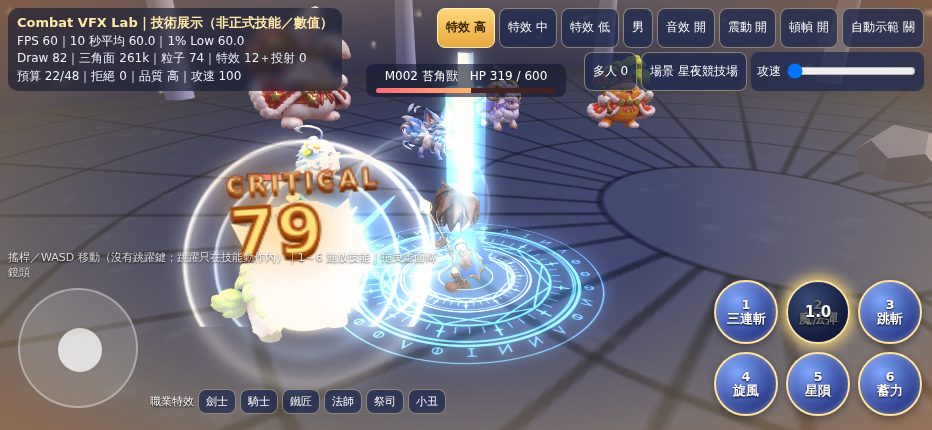 Combat VFX Lab｜技術展示（非正式技能／數值）
FPS 60｜10 秒平均 60.0｜1% Low 60.0
Draw 82｜三角面 261k｜粒子 74｜特效 12＋投射 0
預算 22/48｜拒絕 0｜品質 高｜攻速 100
特效 高
特效 中
特效 低
男
音效 開
震動 開
頓幀 開
自動示範 關
M002 苔角獸 HP 319 / 600
多人 0
場景 星夜競技場
攻速
CRITICAL
79
搖桿／WASD 移動（沒有跳躍鍵；跳躍只在技能動作內）｜1～6 施放技能｜拖曳畫面轉
鏡頭
1
三連斬
2
魔法彈
1.0
3
跳斬
4
旋風
5
星隕
6
蓄力
職業特效
劍士
騎士
鐵匠
法師
祭司
小丑